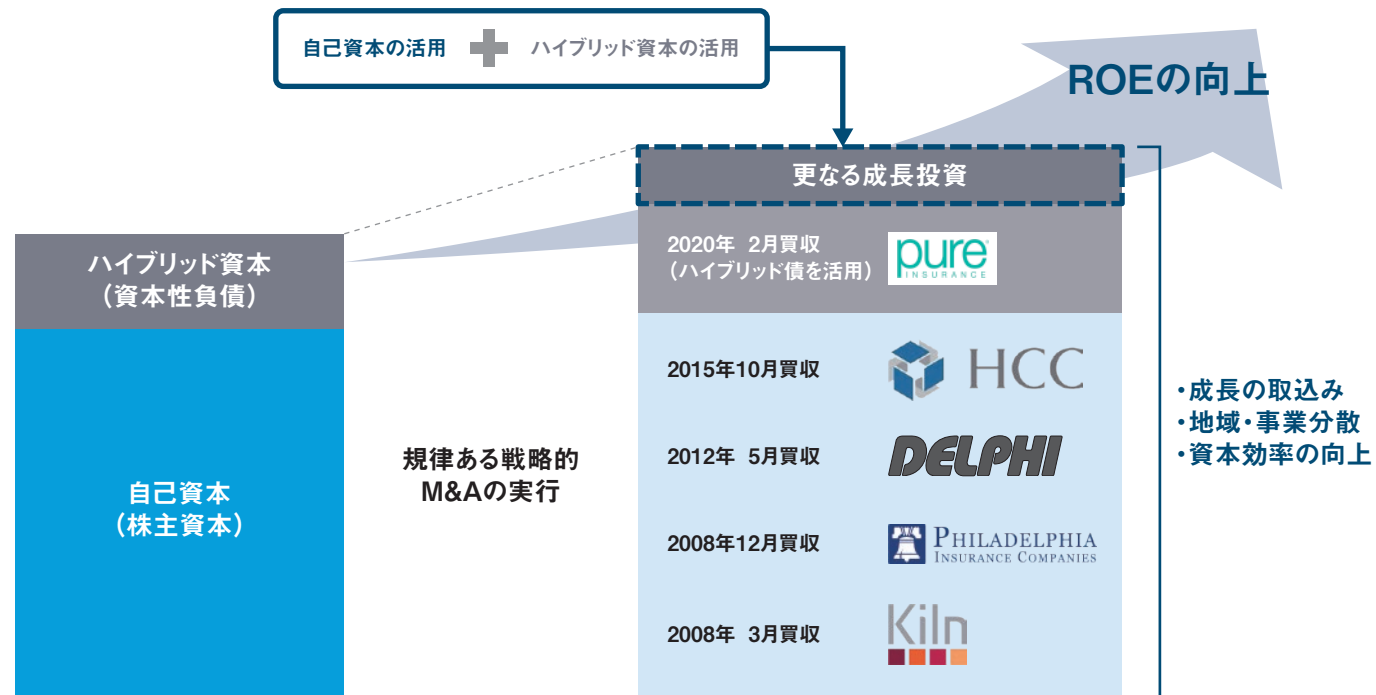 自己資本の活用 + ハイブリッド資本の活用
ROEの向上
更なる成長投資
ハイブリッド資本
（資本性負債）
自己資本
（株主資本）
規律ある戦略的
M&Aの実行
2020年 2月買収
（ハイブリッド債を活用）
pure
INSURANCE
2015年10月買収
HCC
2012年 5月買収
DELPHI
2008年12月買収
PHILADELPHIA
INSURANCE COMPANIES
2008年 3月買収
Kiln
・成長の取込み
・地域・事業分散
・資本効率の向上